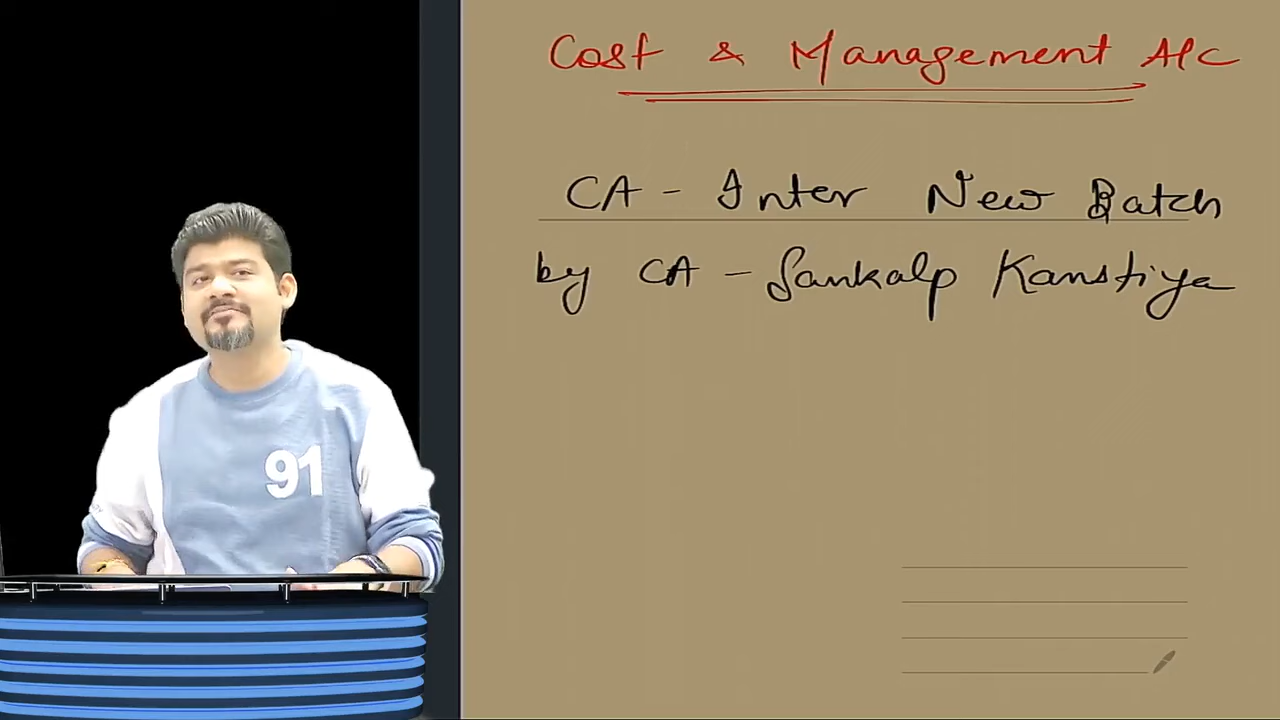 Cost & Management A/c
CA - Inter New Batch
by CA - Sankalp Kanstiya
91